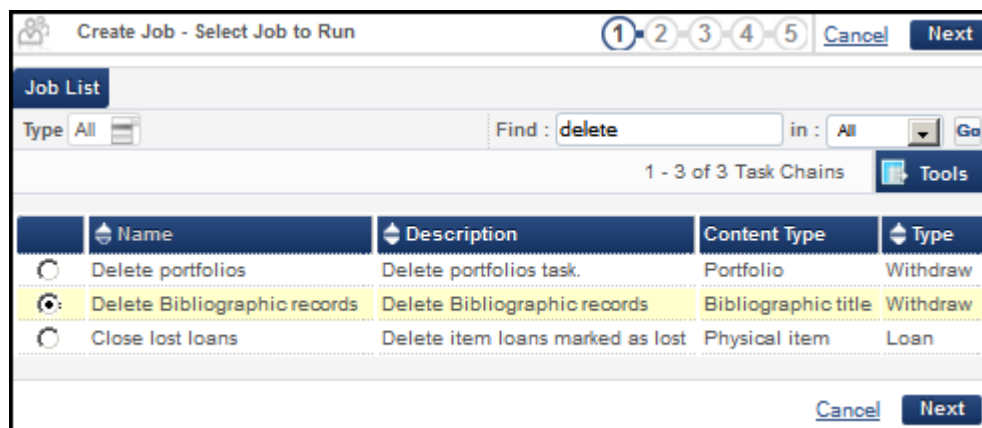 Create Job - Select Job to Run 1 2 3 4 5 Cancel Next
Job List
Type All Find : delete in : All Go
1 - 3 of 3 Task Chains Tools
Name Description Content Type Type
Delete portfolios Delete portfolios task. Portfolio Withdraw
Delete Bibliographic records Delete Bibliographic records Bibliographic title Withdraw
Close lost loans Delete item loans marked as lost Physical item Loan
Cancel Next